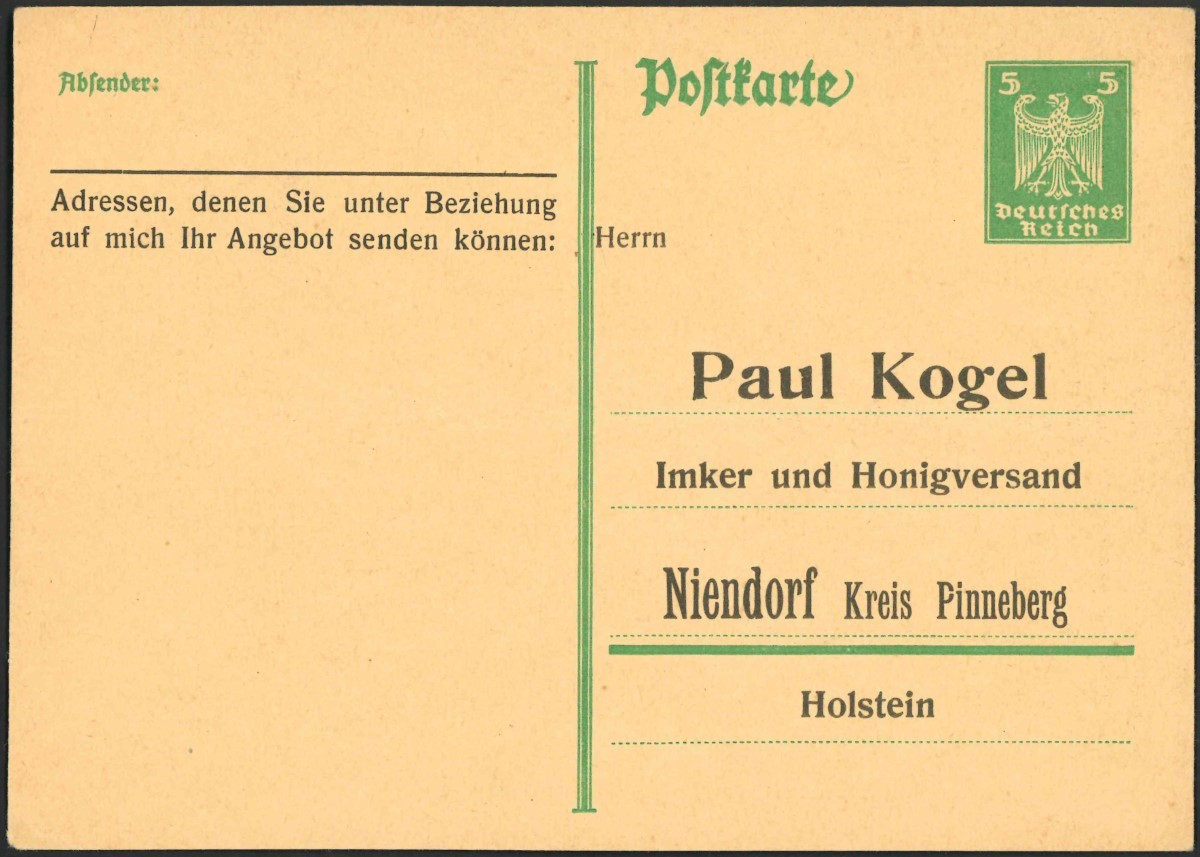 Absender:
Adressen, denen Sie unter Beziehung
auf mich Ihr Angebot senden können:
Postkarte
5 5
Deutsches
Reich
Herrn
Paul Kogel
Imker und Honigversand
Niendorf Kreis Pinneberg
Holstein